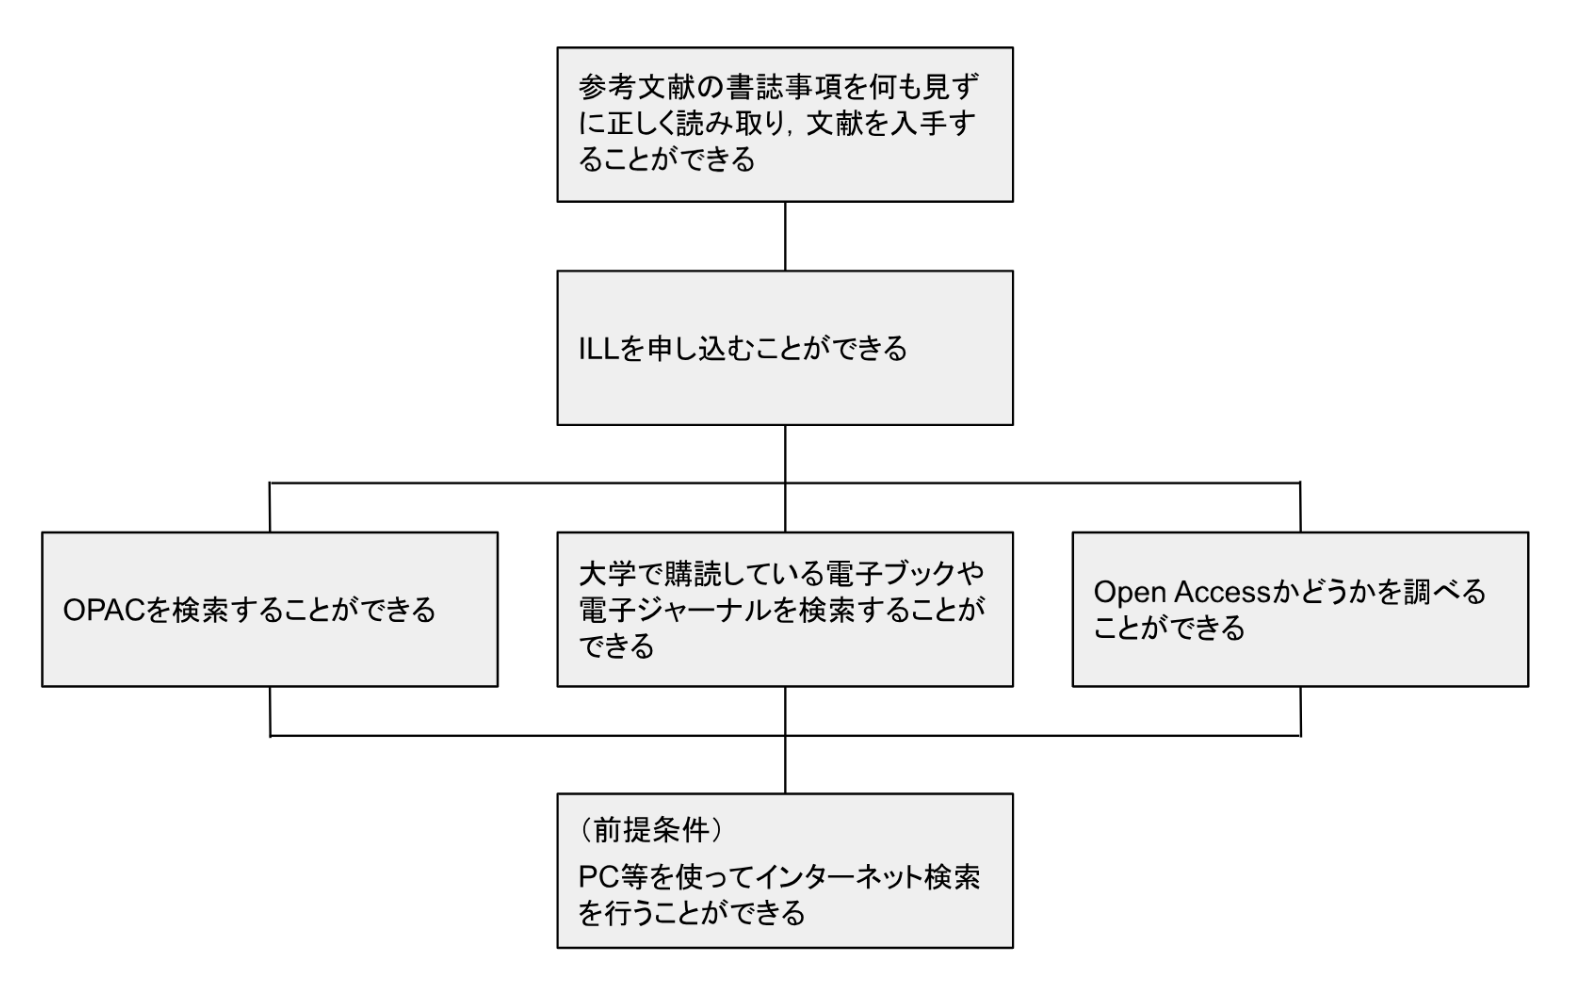 参考文献の書誌事項を何も見ず
に正しく読み取り，文献を入手す
ることができる
ILLを申し込むことができる
OPACを検索することができる
大学で購読している電子ブックや
電子ジャーナルを検索することが
できる
Open Accessかどうかを調べる
ことができる
（前提条件）
PC等を使ってインターネット検索
を行うことができる